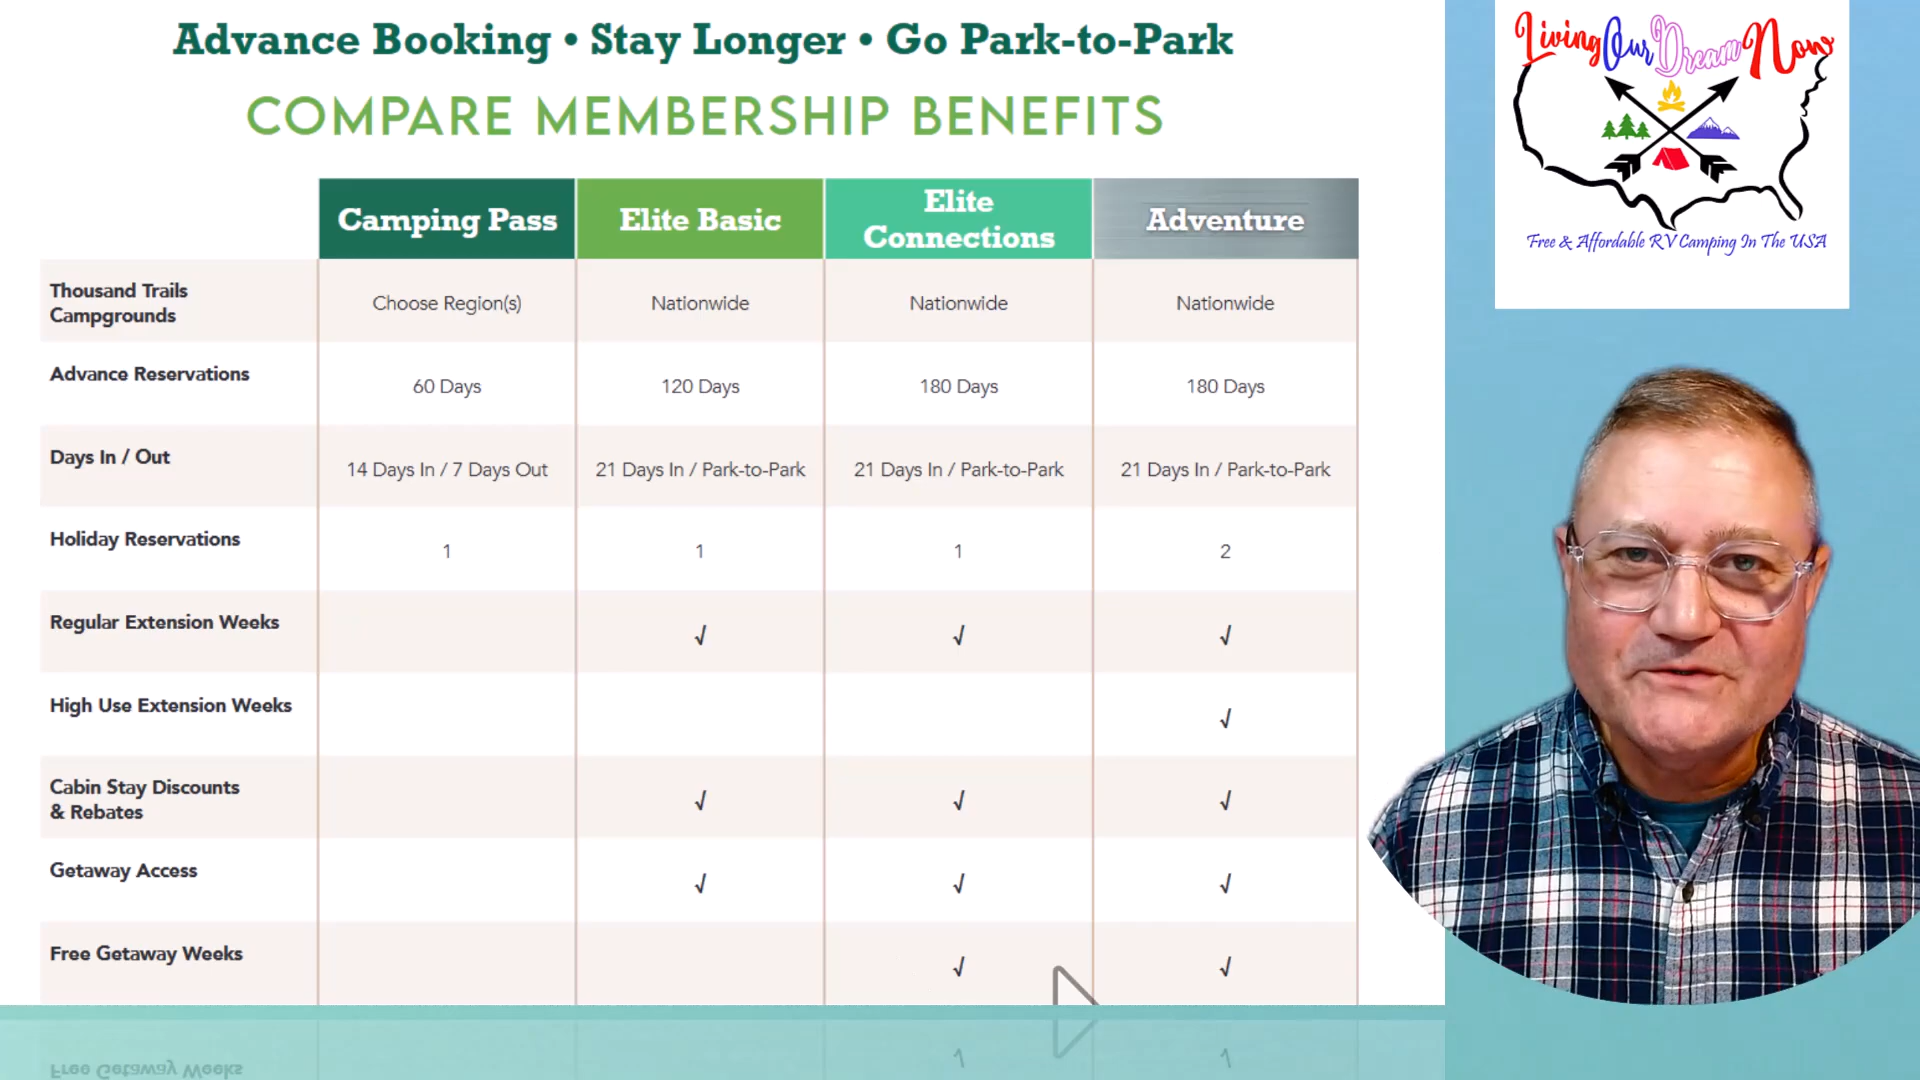 Advance Booking • Stay Longer • Go Park-to-Park
COMPARE MEMBERSHIP BENEFITS
Camping Pass
Elite Basic
Elite
Connections
Adventure
Thousand Trails
Campgrounds
Choose Region(s)
Nationwide
Nationwide
Nationwide
Advance Reservations
60 Days
120 Days
180 Days
180 Days
Days In / Out
14 Days In / 7 Days Out
21 Days In / Park-to-Park
21 Days In / Park-to-Park
21 Days In / Park-to-Park
Holiday Reservations
1
1
1
2
Regular Extension Weeks
√
√
√
High Use Extension Weeks
√
Cabin Stay Discounts
& Rebates
√
√
√
Getaway Access
√
√
√
Free Getaway Weeks
√
√
Free Getaway Weeks
√
√
Living Our Dream Now
Free & Affordable RV Camping In The USA